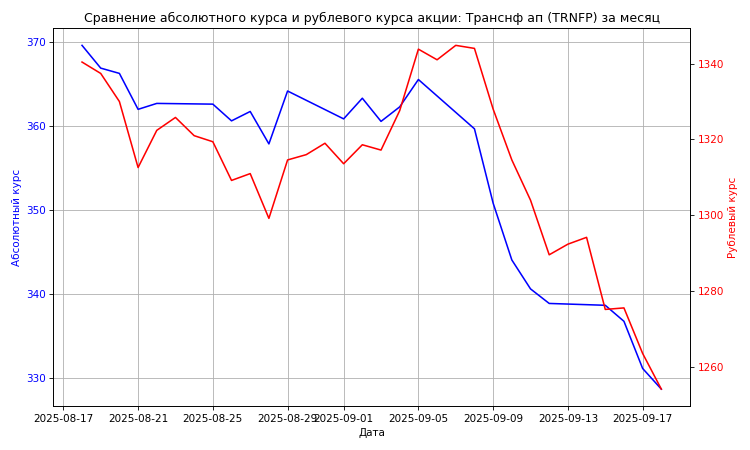 Сравнение абсолютного курса и рублевого курса акции: Транснф ап (TRNFP) за месяц
370
360
350
340
330
Абсолютный курс
1340
1320
1300
1280
1260
Рублевый курс
2025-08-17 2025-08-21 2025-08-25 2025-08-29 2025-09-01 2025-09-05 2025-09-09 2025-09-13 2025-09-17
Дата